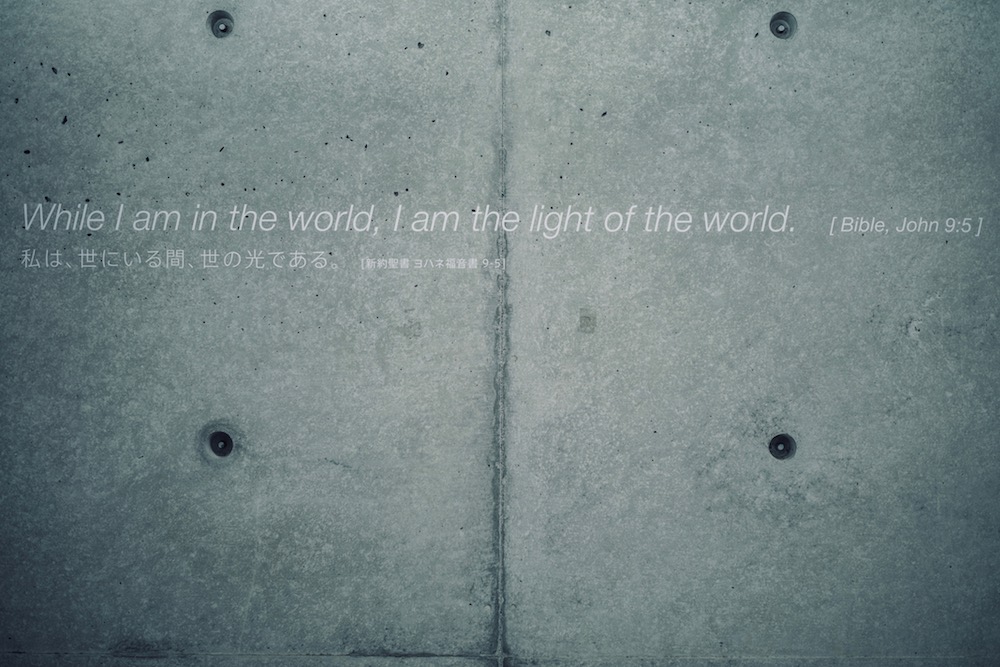 While I am in the world, I am the light of the world. [ Bible, John 9:5 ]
私は、世にいる間、世の光である。 [新約聖書 ヨハネ福音書 9-5]